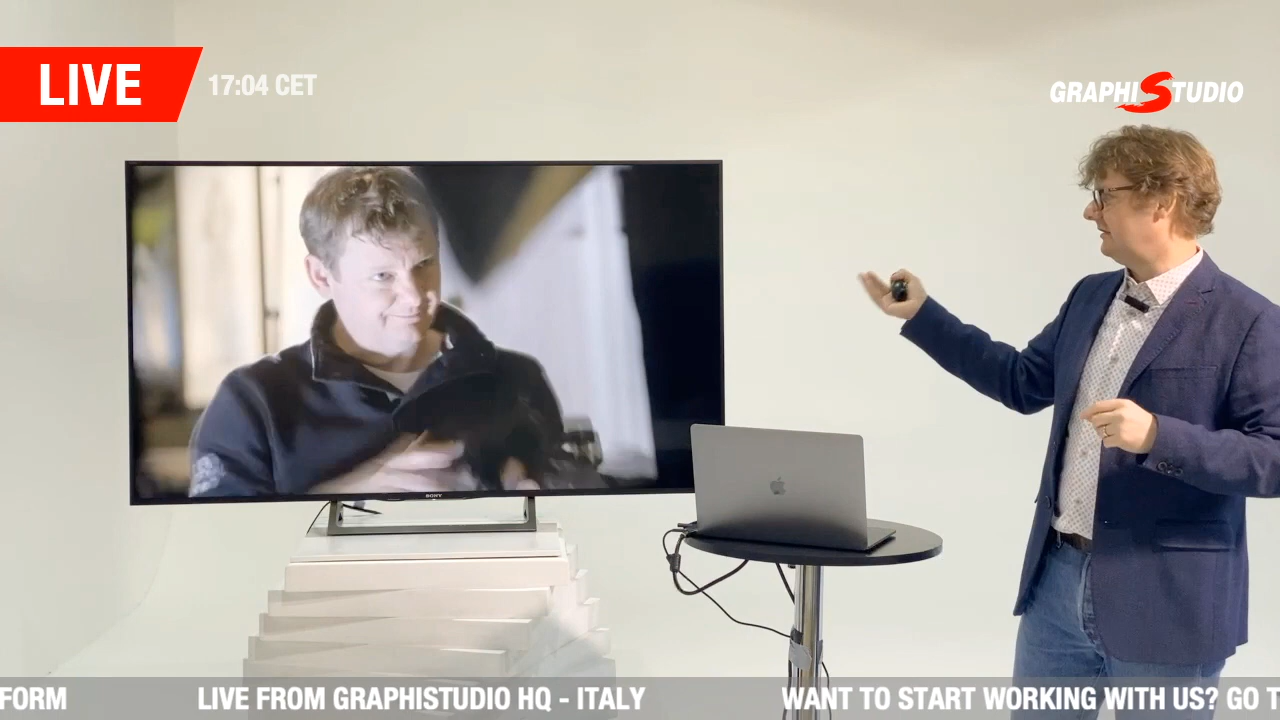 LIVE
17:04 CET
GRAPHISTUDIO
SONY
FORM
LIVE FROM GRAPHISTUDIO HQ - ITALY
WANT TO START WORKING WITH US? GO T